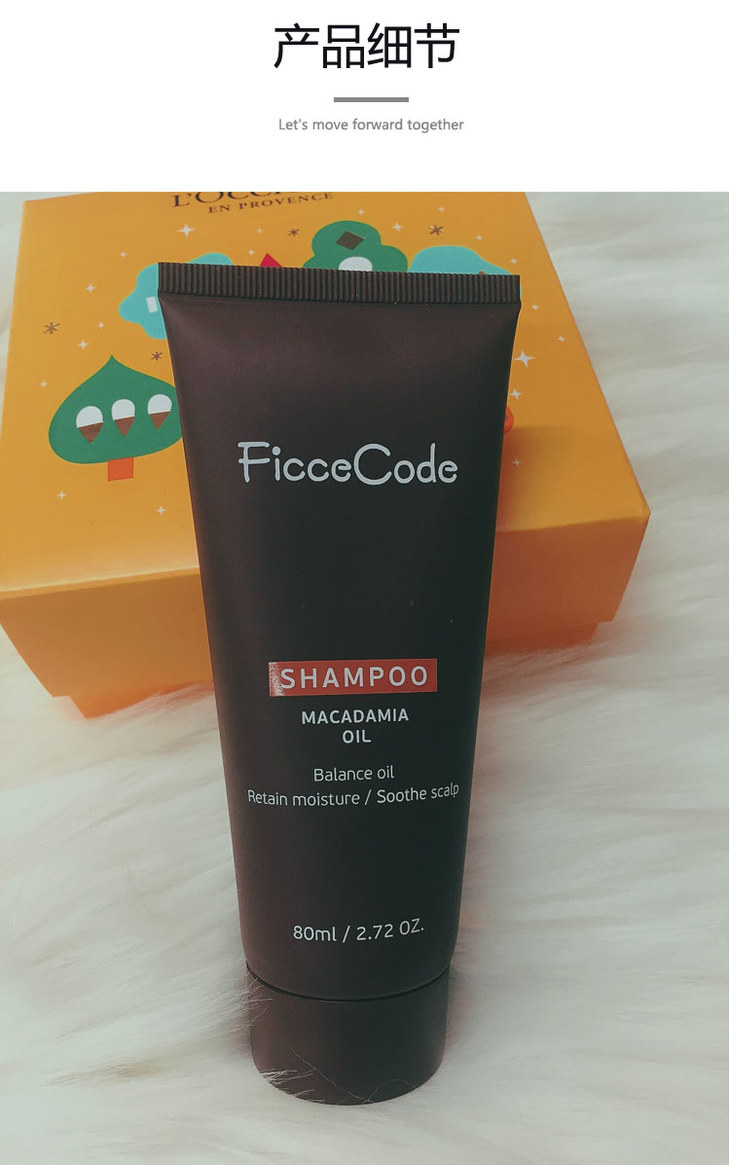 产品细节
Let's move forward together
EN PROVENCE
FicceCode
SHAMPOO
MACADAMIA
OIL
Balance oil
Retain moisture / Soothe scalp
80ml / 2.72 OZ.